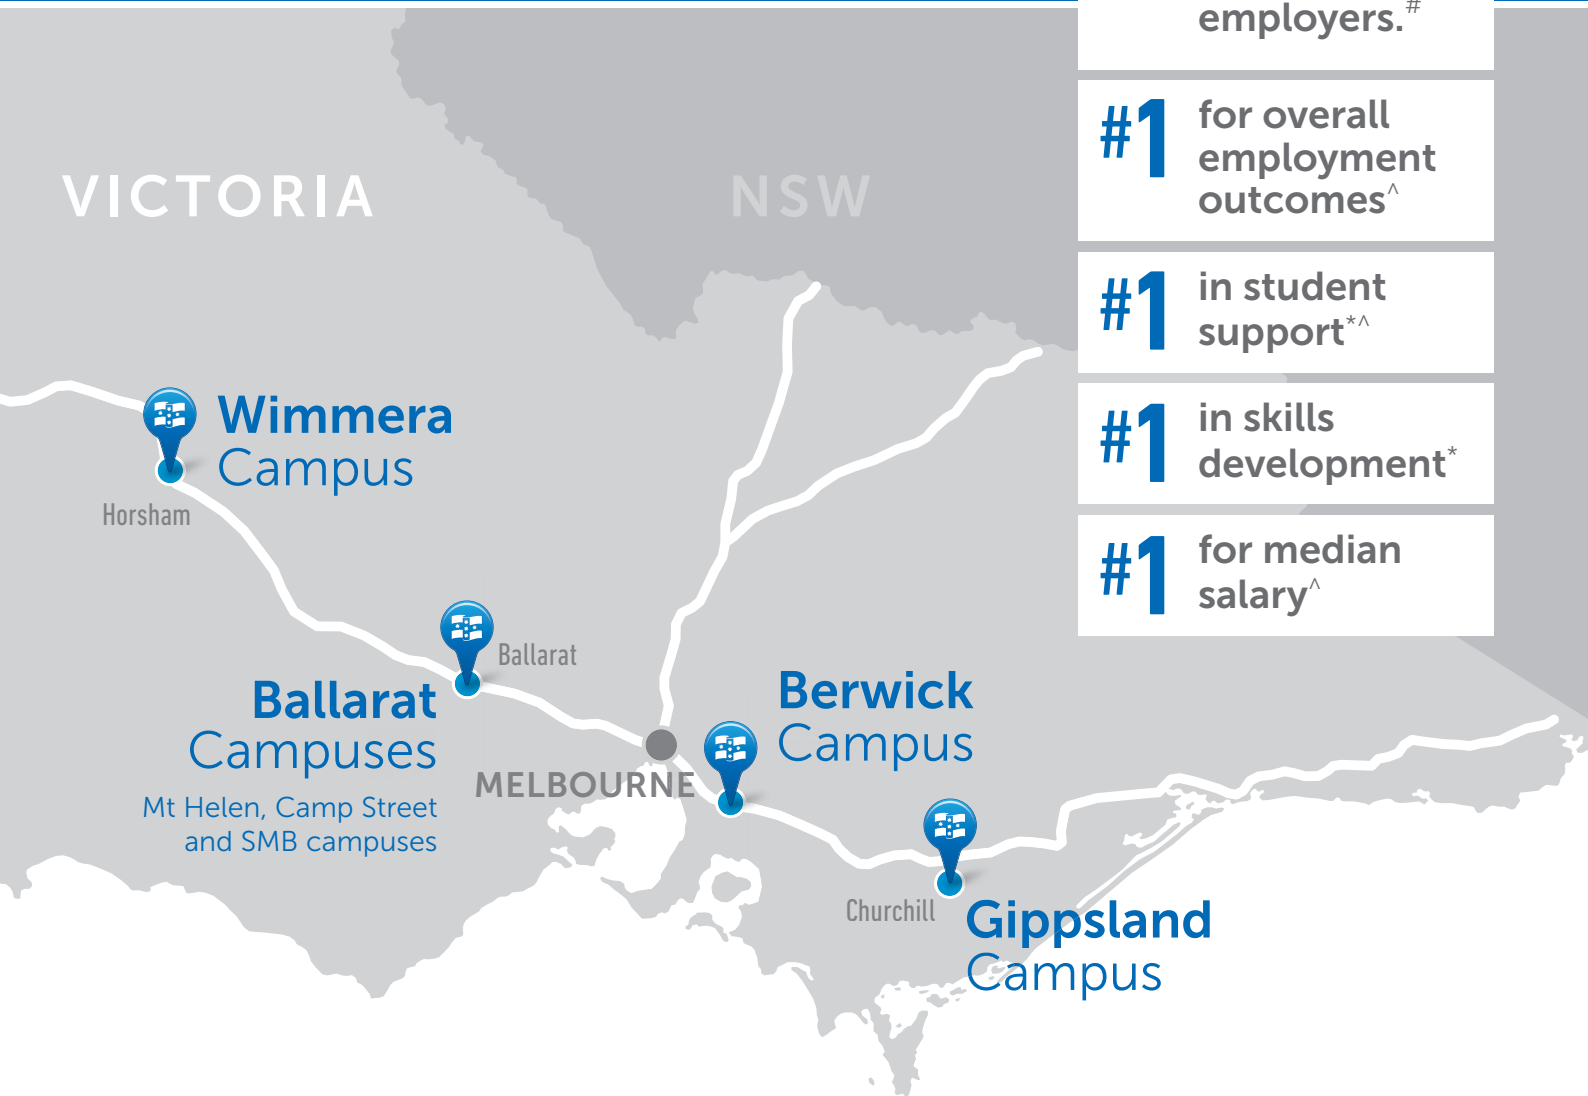 employers.#
#1 for overall
employment
outcomes^
#1 in student
support*^
#1 in skills
development*
#1 for median
salary^
VICTORIA
NSW
Wimmera
Campus
Horsham
Ballarat
Ballarat
Campuses
Mt Helen, Camp Street
and SMB campuses
MELBOURNE
Berwick
Campus
Churchill
Gippsland
Campus